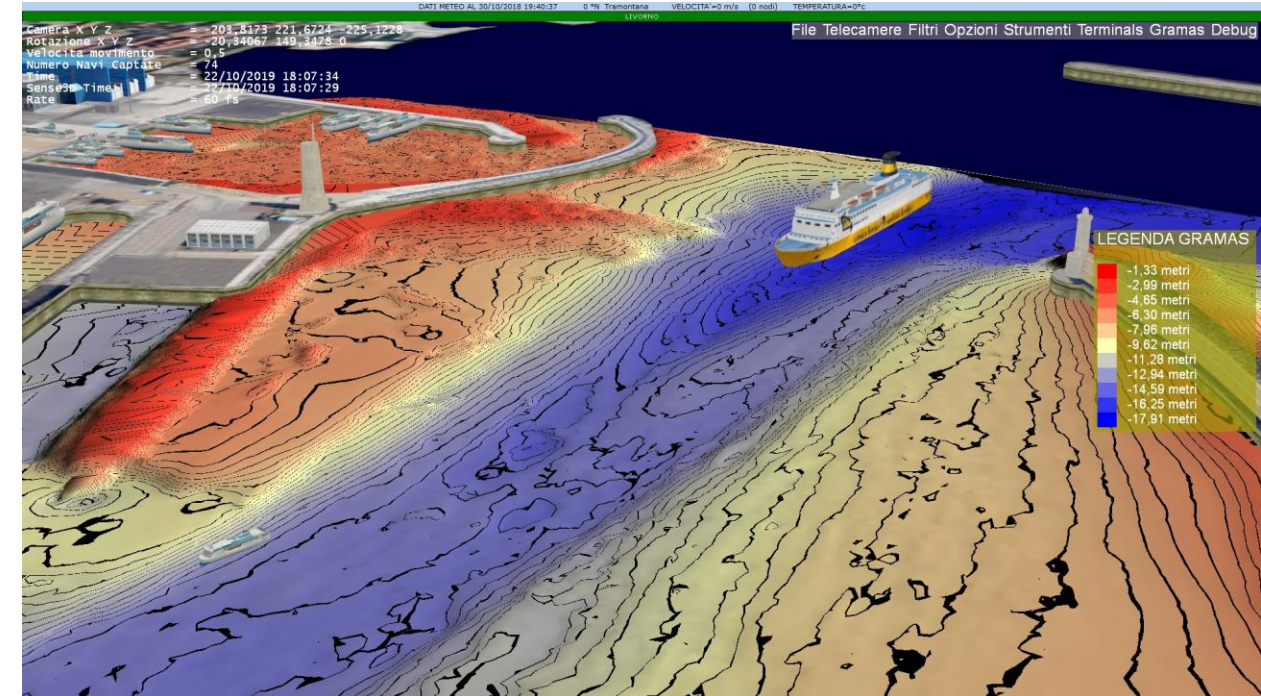 DATI METEO AL 30/10/2018 19:40:37 0 °N Tramontana VELOCITA'=0 m/s (0 nodi) TEMPERATURA=0°c
LIVORNO
File Telecamere Filtri Opzioni Strumenti Terminals Gramas Debug
Camera X Y Z = -203,8173 221,6724 -225,1228
Rotazione X Y Z = -20,34067 149,3478 0
Velocita movimento = 0,5
Numero Navi Captate = 74
Time = 22/10/2019 18:07:34
Sense3D Time = 22/10/2019 18:07:29
Rate = 60 fs
LEGENDA GRAMAS
-1,33 metri
-2,99 metri
-4,65 metri
-6,30 metri
-7,96 metri
-9,62 metri
-11,28 metri
-12,94 metri
-14,59 metri
-16,25 metri
-17,91 metri